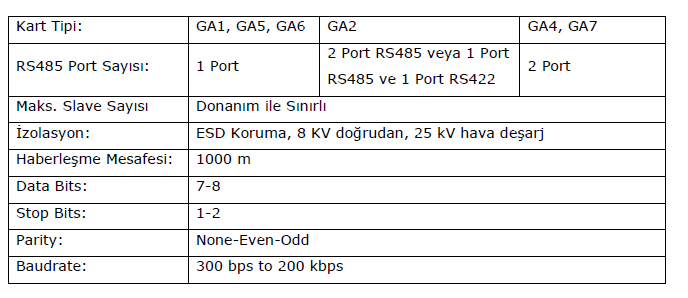 Kart Tipi: GA1, GA5, GA6 GA2 GA4, GA7
RS485 Port Sayısı: 1 Port 2 Port RS485 veya 1 Port RS485 ve 1 Port RS422 2 Port
Maks. Slave Sayısı Donanım ile Sınırlı
İzolasyon: ESD Koruma, 8 KV doğrudan, 25 kV hava deşarj
Haberleşme Mesafesi: 1000 m
Data Bits: 7-8
Stop Bits: 1-2
Parity: None-Even-Odd
Baudrate: 300 bps to 200 kbps